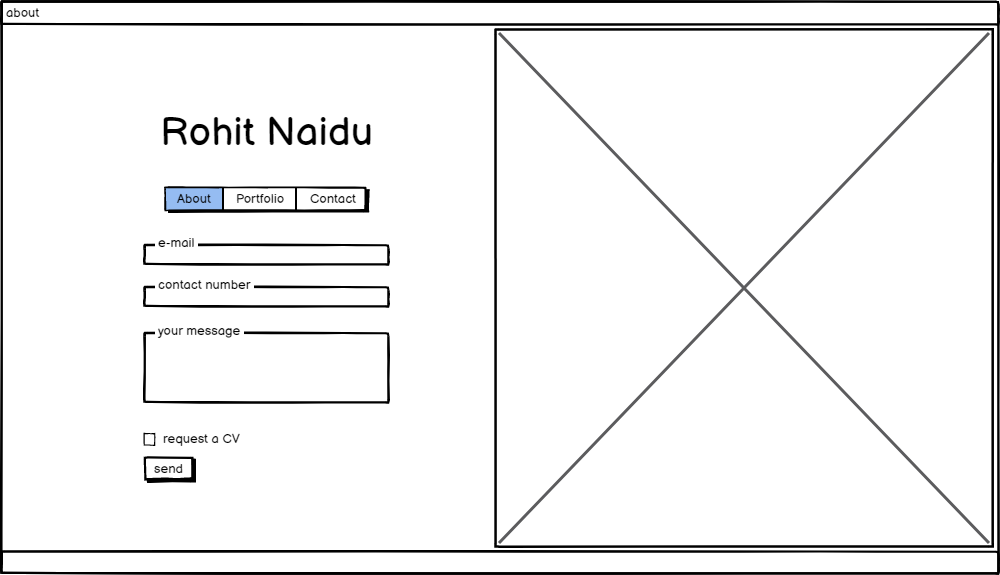 about
Rohit Naidu
About Portfolio Contact
e-mail
contact number
your message
request a CV
send